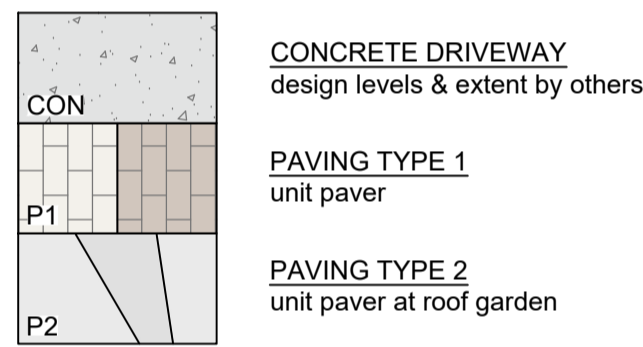 CON
CONCRETE DRIVEWAY
design levels & extent by others
P1
PAVING TYPE 1
unit paver
P2
PAVING TYPE 2
unit paver at roof garden